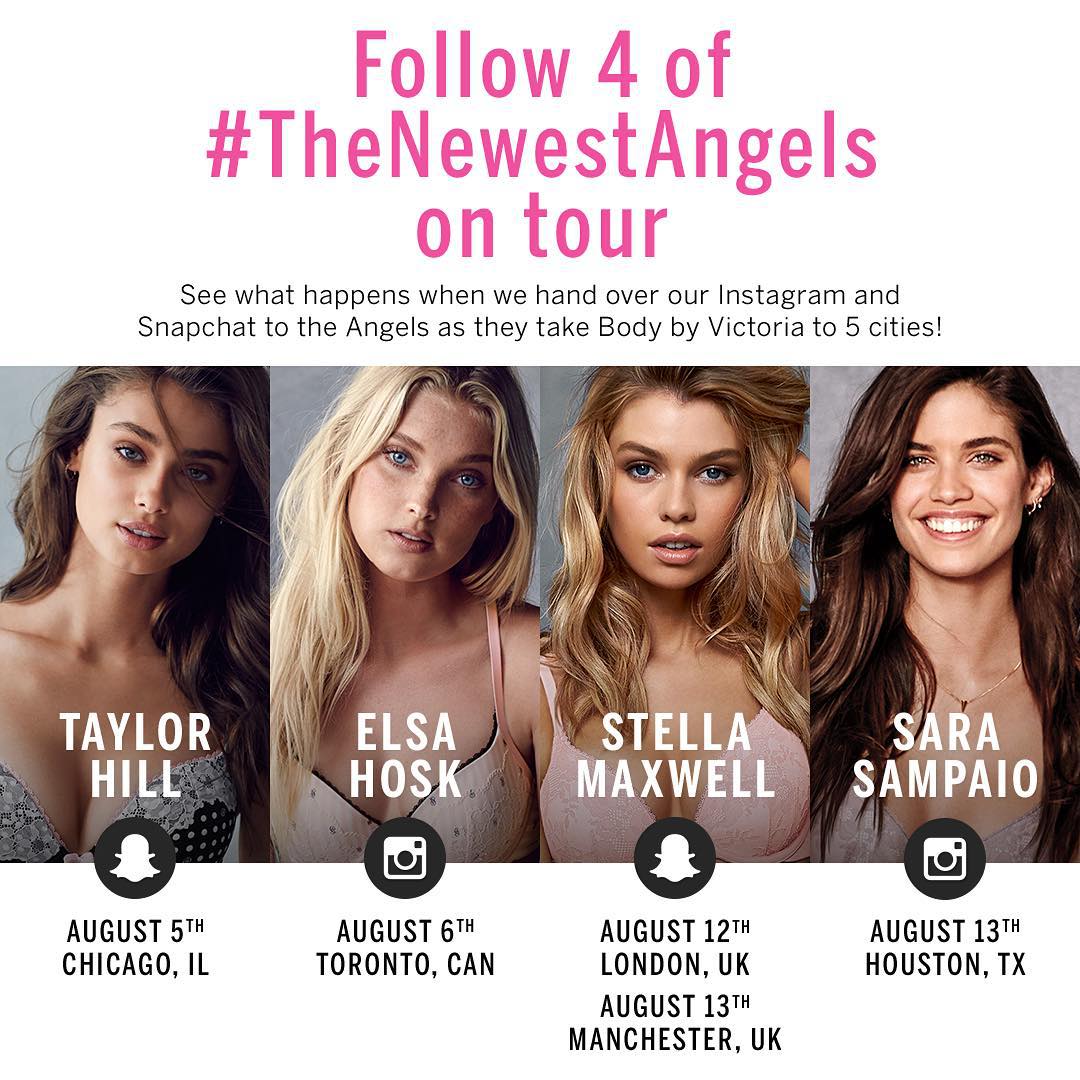 Follow 4 of
#TheNewestAngels
on tour
See what happens when we hand over our Instagram and
Snapchat to the Angels as they take Body by Victoria to 5 cities!
TAYLOR
HILL
AUGUST 5TH
CHICAGO, IL
ELSA
HOSK
AUGUST 6TH
TORONTO, CAN
STELLA
MAXWELL
AUGUST 12TH
LONDON, UK
AUGUST 13TH
MANCHESTER, UK
SARA
SAMPAIO
AUGUST 13TH
HOUSTON, TX